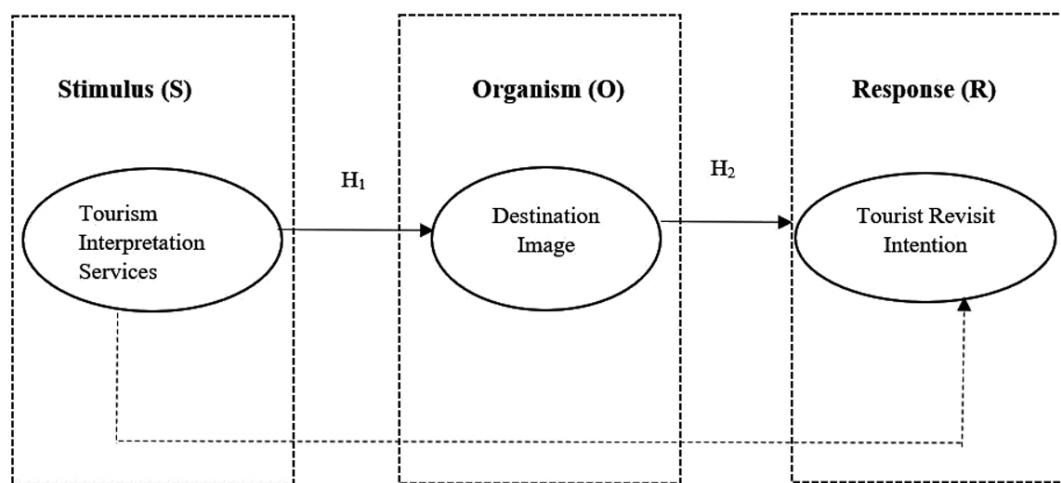 Stimulus (S)
Organism (O)
Response (R)
H₁
H₂
Tourism
Interpretation
Services
Destination
Image
Tourist Revisit
Intention